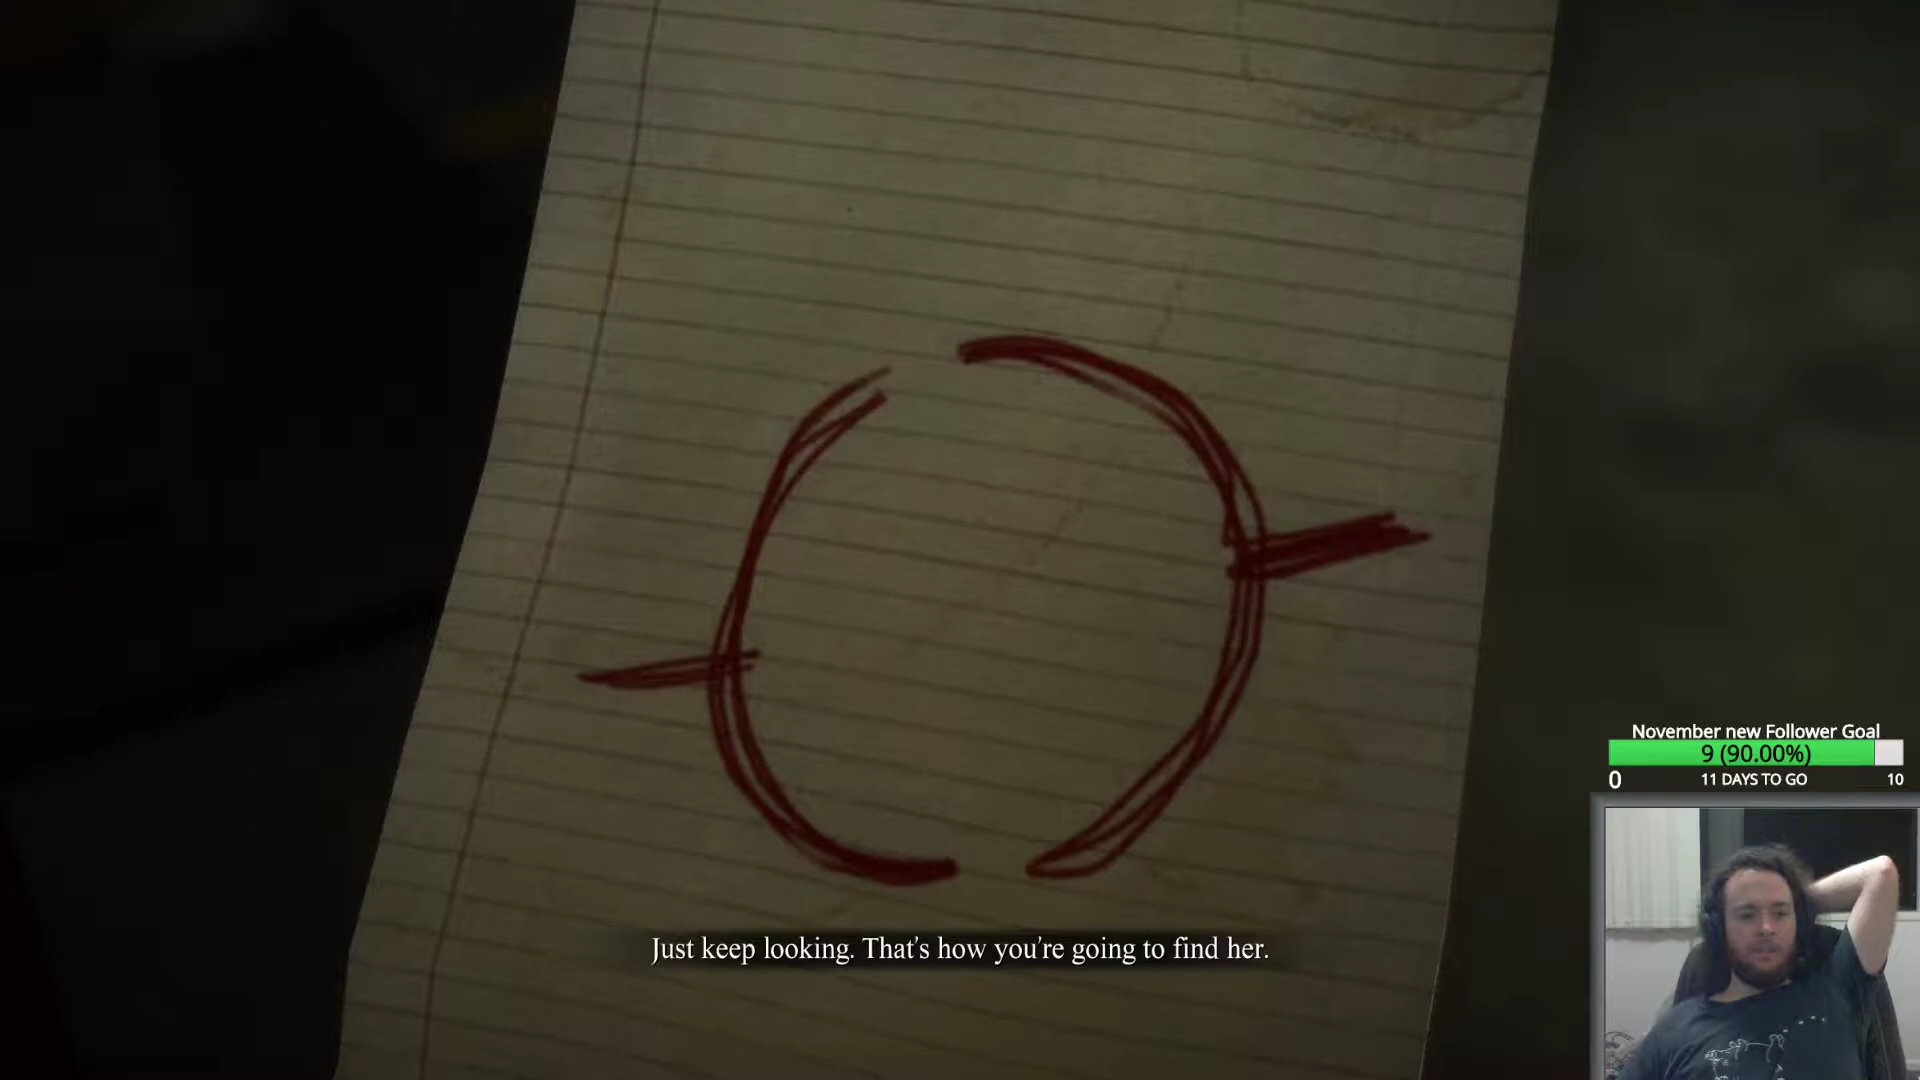 Just keep looking. That's how you're going to find her.
November new Follower Goal
9 (90.00%)
0 11 DAYS TO GO 10